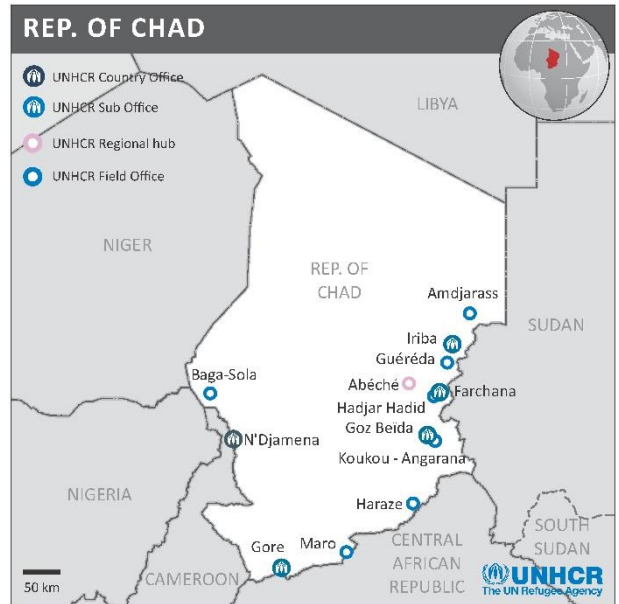 REP. OF CHAD
UNHCR Country Office
UNHCR Sub Office
UNHCR Regional hub
UNHCR Field Office
LIBYA
NIGER
REP. OF
CHAD
Amdjarass
SUDAN
Iriba
Guéréda
Baga-Sola
Abéché
Farchana
Hadjar Hadid
Goz Beïda
N'Djamena
Koukou - Angarana
NIGERIA
Haraze
SOUTH
SUDAN
Gore
Maro
CENTRAL
AFRICAN
REPUBLIC
CAMEROON
50 km
UNHCR
The UN Refugee Agency